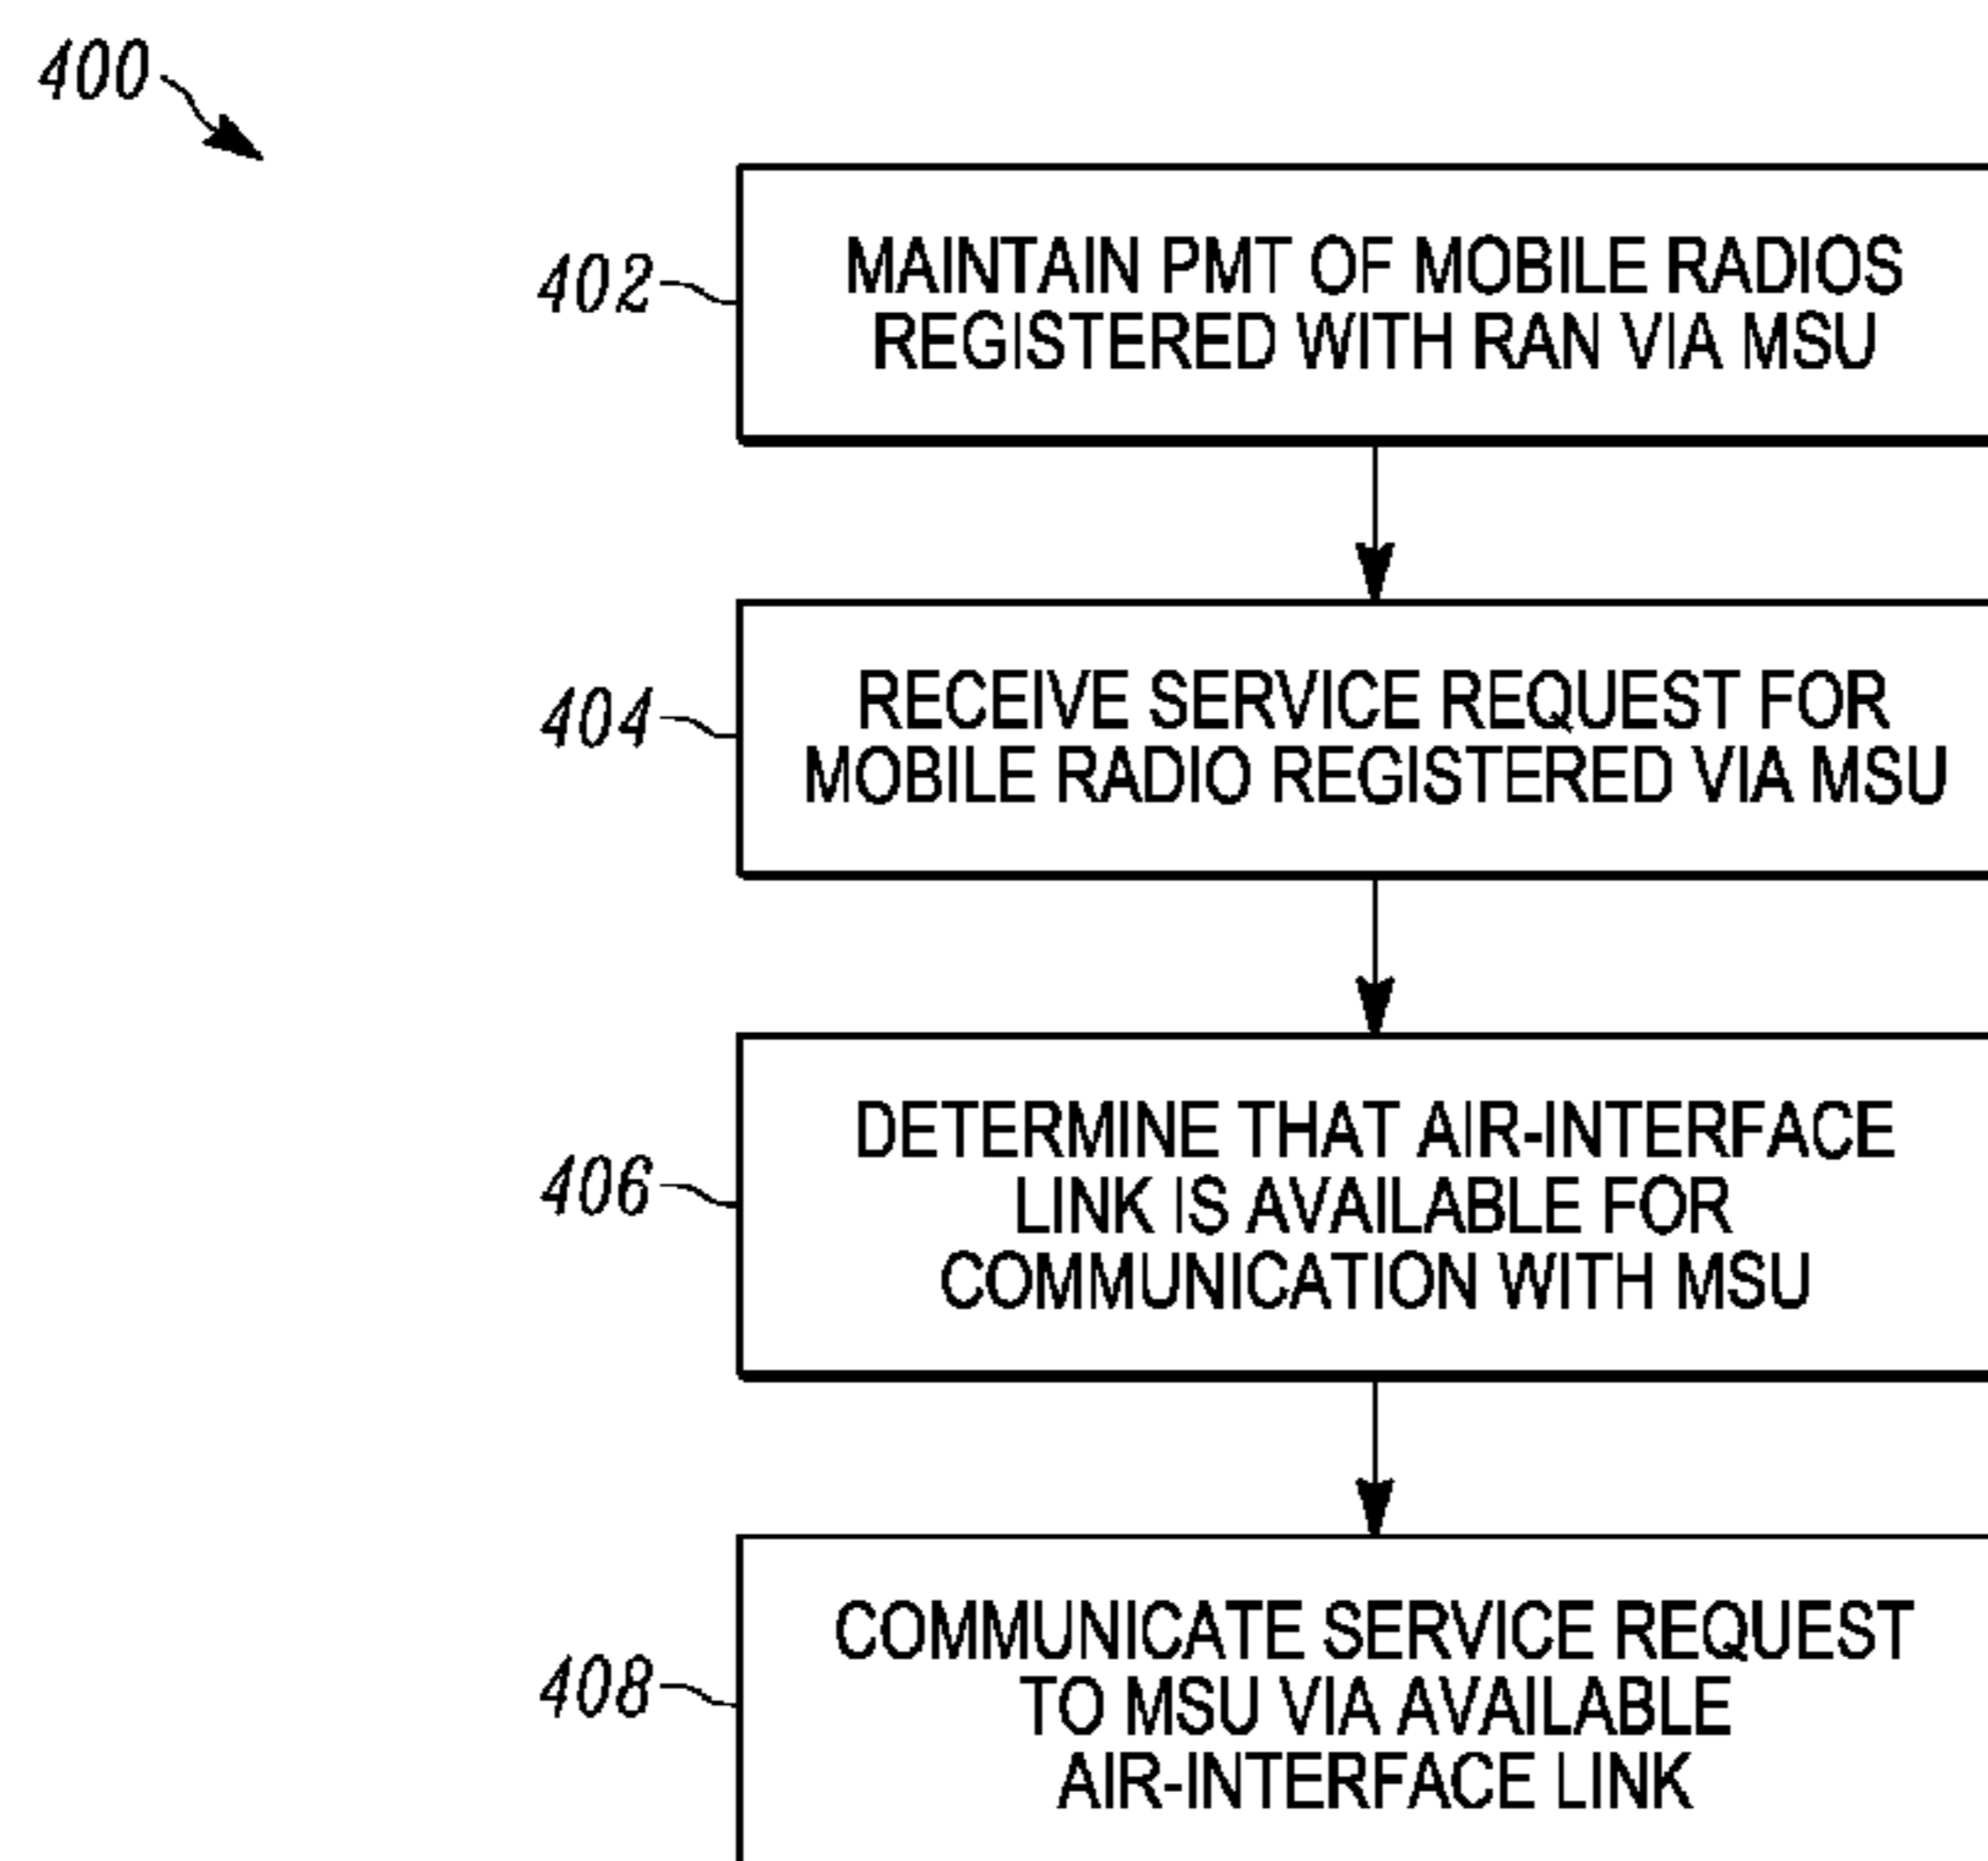 400
402
MAINTAIN PMT OF MOBILE RADIOS
REGISTERED WITH RAN VIA MSU
404
RECEIVE SERVICE REQUEST FOR
MOBILE RADIO REGISTERED VIA MSU
406
DETERMINE THAT AIR-INTERFACE
LINK IS AVAILABLE FOR
COMMUNICATION WITH MSU
408
COMMUNICATE SERVICE REQUEST
TO MSU VIA AVAILABLE
AIR-INTERFACE LINK